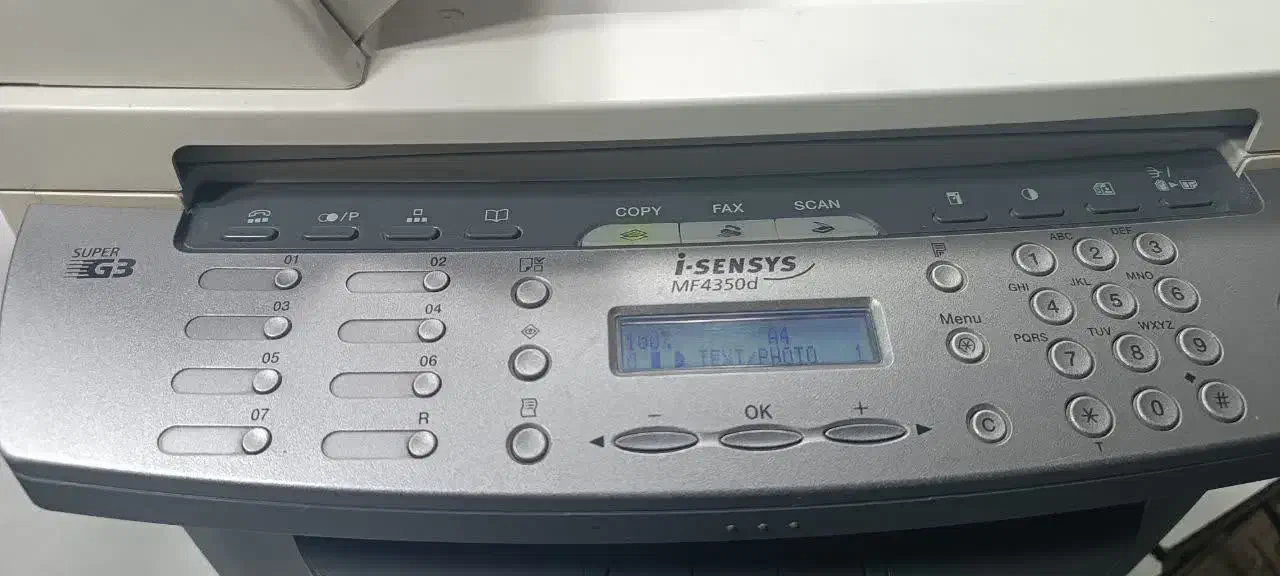 /P
COPY
FAX
SCAN
SUPER
G3
01
02
03
04
05
06
07
R
i-SENSYS
MF4350d
100% A4
TEXT/PHOTO 1
-
OK
+
Menu
C
ABC
DEF
1
2
3
GHI
JKL
MNO
4
5
6
PQRS
TUV
WXYZ
7
8
9
*
0
#
T